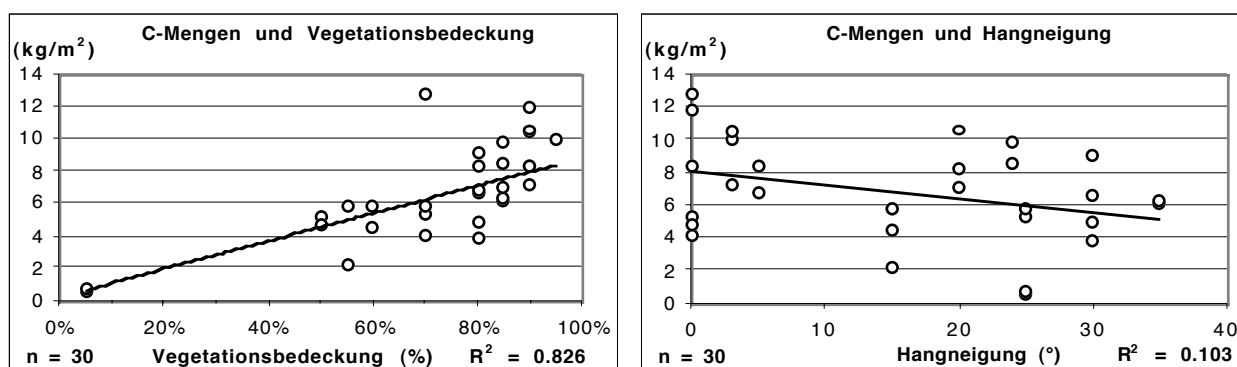 C-Mengen und Vegetationsbedeckung
(kg/m²)
14
12
10
8
6
4
2
0
0% 20% 40% 60% 80% 100%
n = 30 Vegetationsbedeckung (%) R² = 0.826
C-Mengen und Hangneigung
(kg/m²)
14
12
10
8
6
4
2
0
0 10 20 30 40
n = 30 Hangneigung (°) R² = 0.103